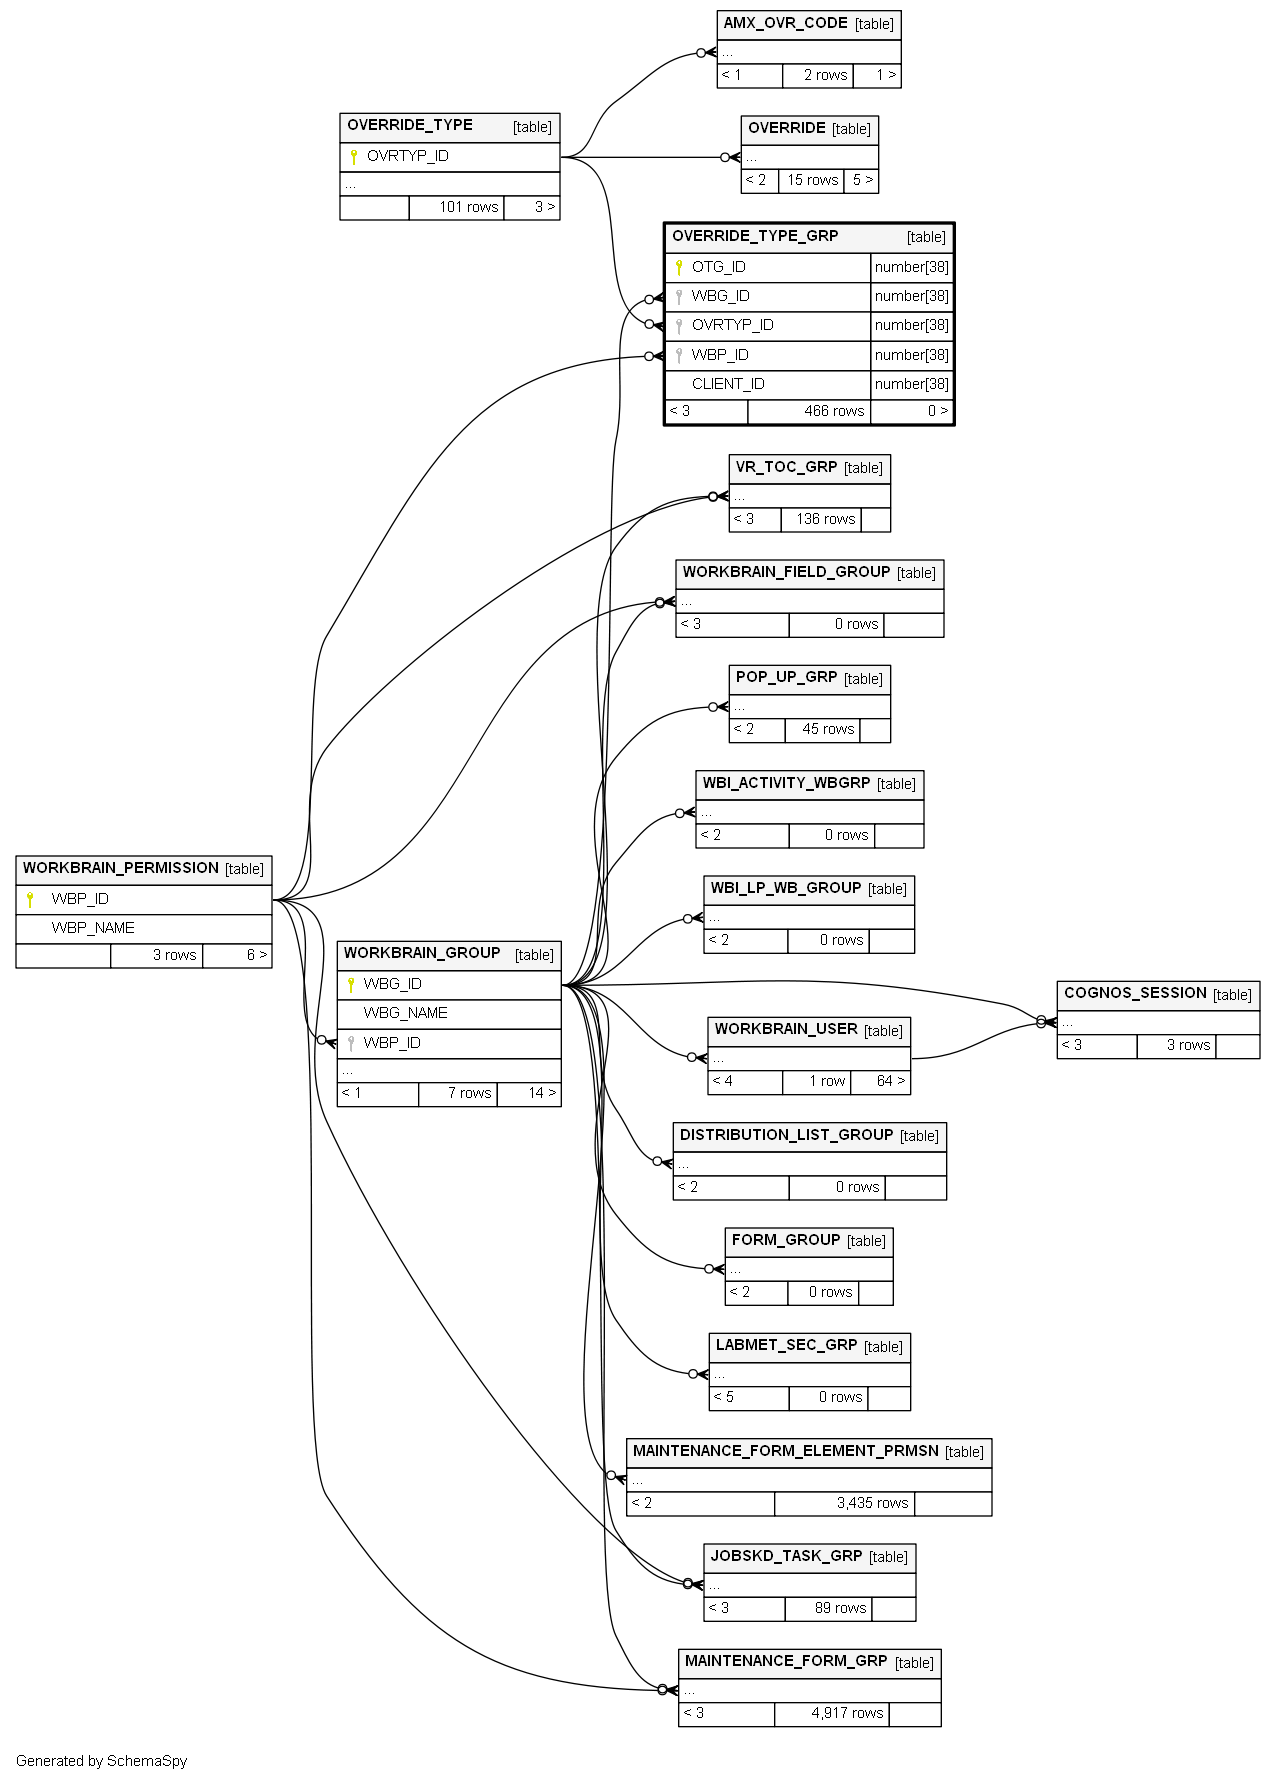 AMX_OVR_CODE [table]
...
< 1 2 rows 1 >
OVERRIDE_TYPE [table]
OVRTYP_ID
...
101 rows 3 >
OVERRIDE [table]
...
< 2 15 rows 5 >
OVERRIDE_TYPE_GRP [table]
OTG_ID number[38]
WBG_ID number[38]
OVRTYP_ID number[38]
WBP_ID number[38]
CLIENT_ID number[38]
< 3 466 rows 0 >
VR_TOC_GRP [table]
...
< 3 136 rows
WORKBRAIN_FIELD_GROUP [table]
...
< 3 0 rows
POP_UP_GRP [table]
...
< 2 45 rows
WBI_ACTIVITY_WBGRP [table]
...
< 2 0 rows
WORKBRAIN_PERMISSION [table]
WBP_ID
WBP_NAME
3 rows 6 >
WBI_LP_WB_GROUP [table]
...
< 2 0 rows
WORKBRAIN_GROUP [table]
WBG_ID
WBG_NAME
WBP_ID
...
< 1 7 rows 14 >
COGNOS_SESSION [table]
...
< 3 3 rows
WORKBRAIN_USER [table]
...
< 4 1 row 64 >
DISTRIBUTION_LIST_GROUP [table]
...
< 2 0 rows
FORM_GROUP [table]
...
< 2 0 rows
LABMET_SEC_GRP [table]
...
< 5 0 rows
MAINTENANCE_FORM_ELEMENT_PRMSN [table]
...
< 2 3,435 rows
JOBSKD_TASK_GRP [table]
...
< 3 89 rows
MAINTENANCE_FORM_GRP [table]
...
< 3 4,917 rows
Generated by SchemaSpy